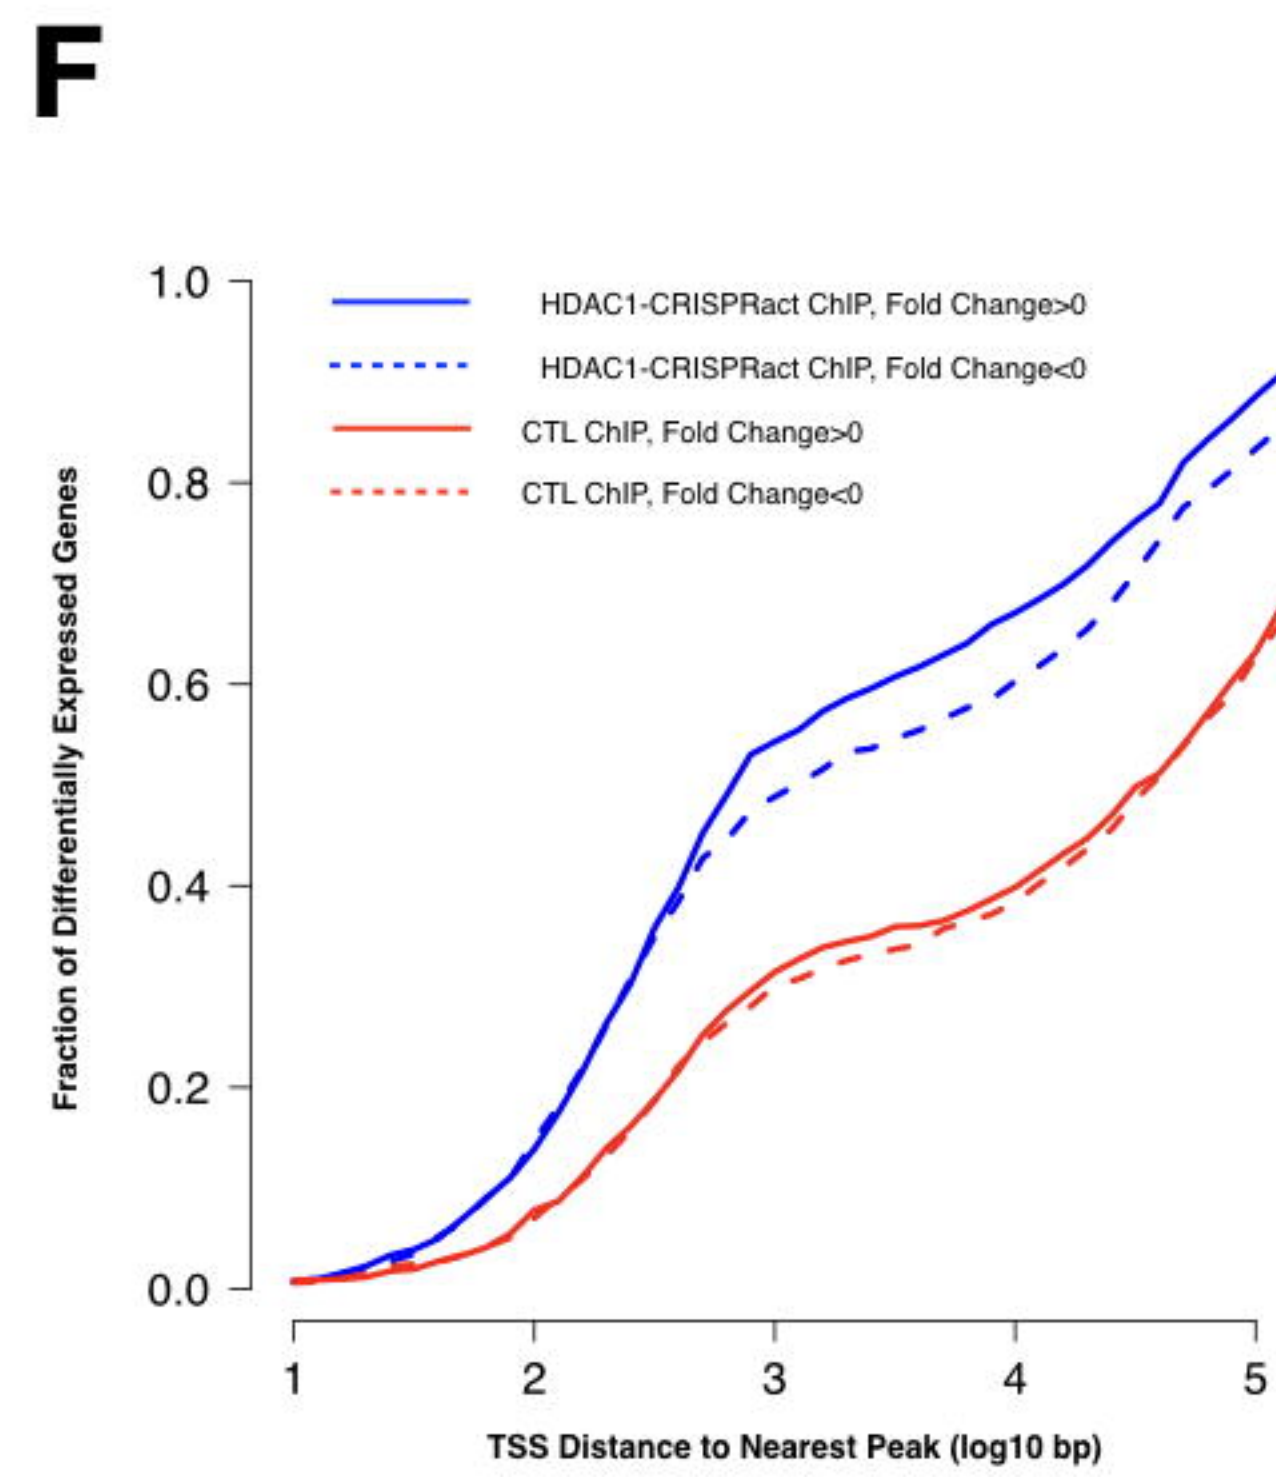 F
1.0
HDAC1-CRISPRact ChIP, Fold Change>0
HDAC1-CRISPRact ChIP, Fold Change<0
CTL ChIP, Fold Change>0
CTL ChIP, Fold Change<0
0.8
0.6
0.4
0.2
0.0
Fraction of Differentially Expressed Genes
1 2 3 4 5
TSS Distance to Nearest Peak (log10 bp)